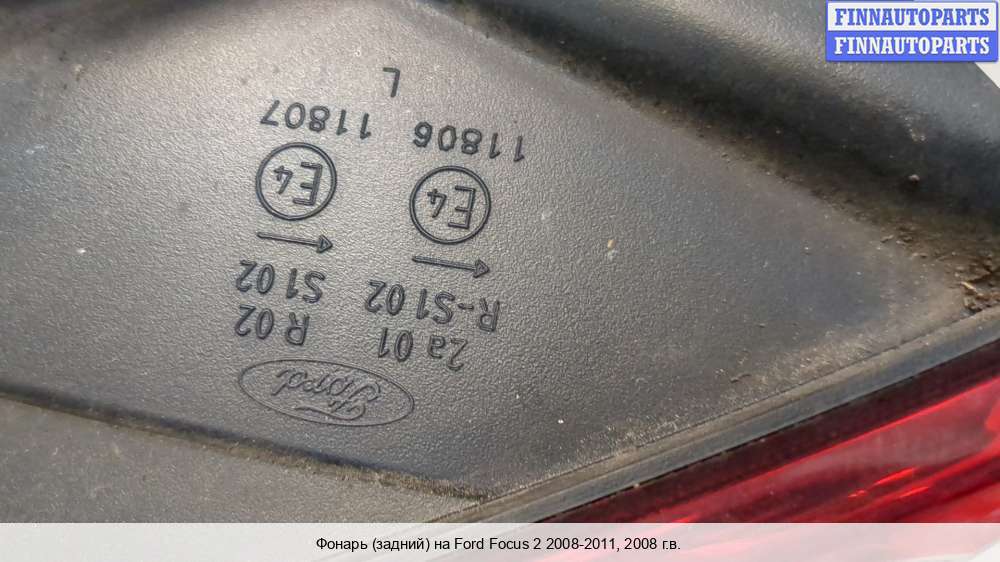 FINNAUTOPARTS
FINNAUTOPARTS
Ford
2a 01 R 02
R-S1 02 S1 02
E4 E4
11806 11807
L
Фонарь (задний) на Ford Focus 2 2008-2011, 2008 г.в.